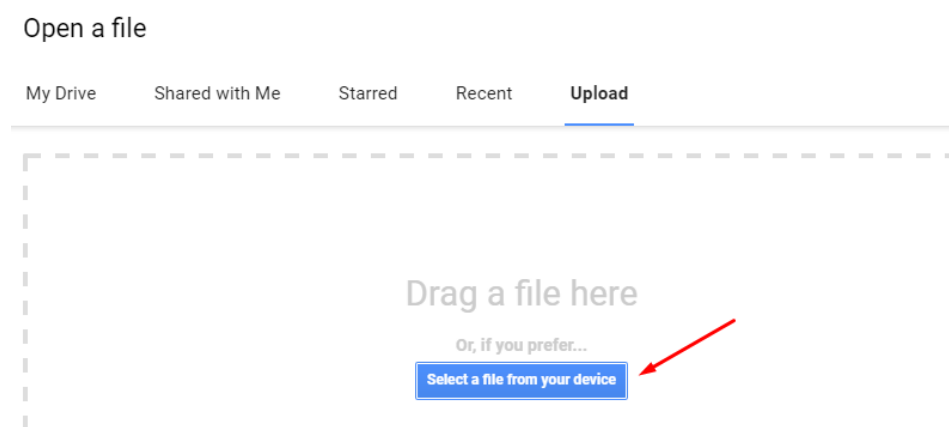 Open a file
My Drive Shared with Me Starred Recent Upload
Drag a file here
Or, if you prefer...
Select a file from your device